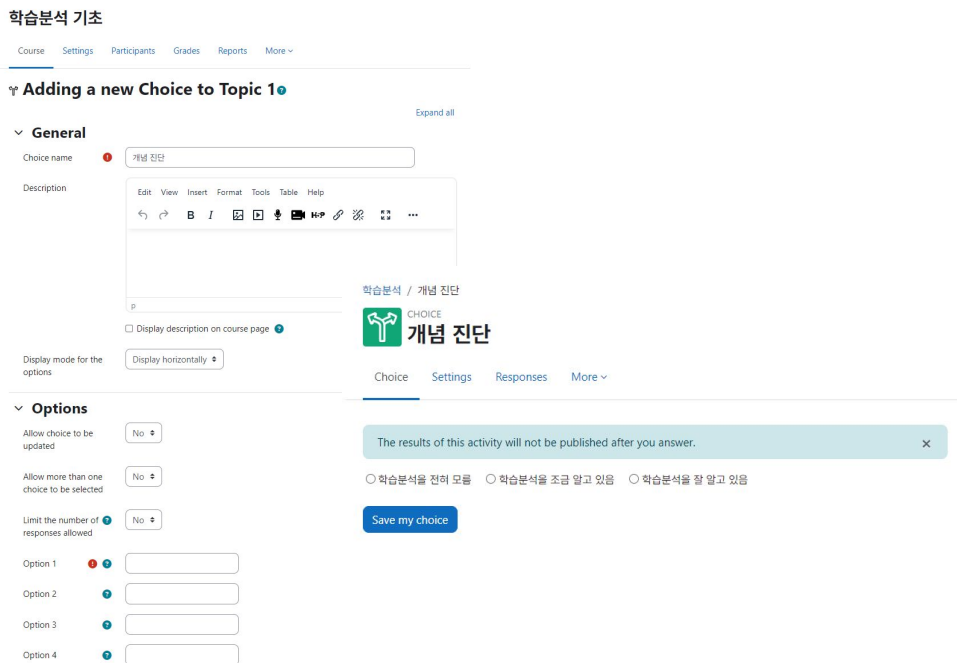 학습분석 기초
Course Settings Participants Grades Reports More
Adding a new Choice to Topic 1
Expand all
General
Choice name 개념 진단
Description
Edit View Insert Format Tools Table Help
B I H-P ...
p
Display description on course page
Display mode for the
options
Display horizontally
Options
Allow choice to be
updated
No
Allow more than one
choice to be selected
No
Limit the number of
responses allowed
No
Option 1
Option 2
Option 3
Option 4
학습분석 / 개념 진단
CHOICE
개념 진단
Choice Settings Responses More
The results of this activity will not be published after you answer. ×
학습분석을 전혀 모름 학습분석을 조금 알고 있음 학습분석을 잘 알고 있음
Save my choice